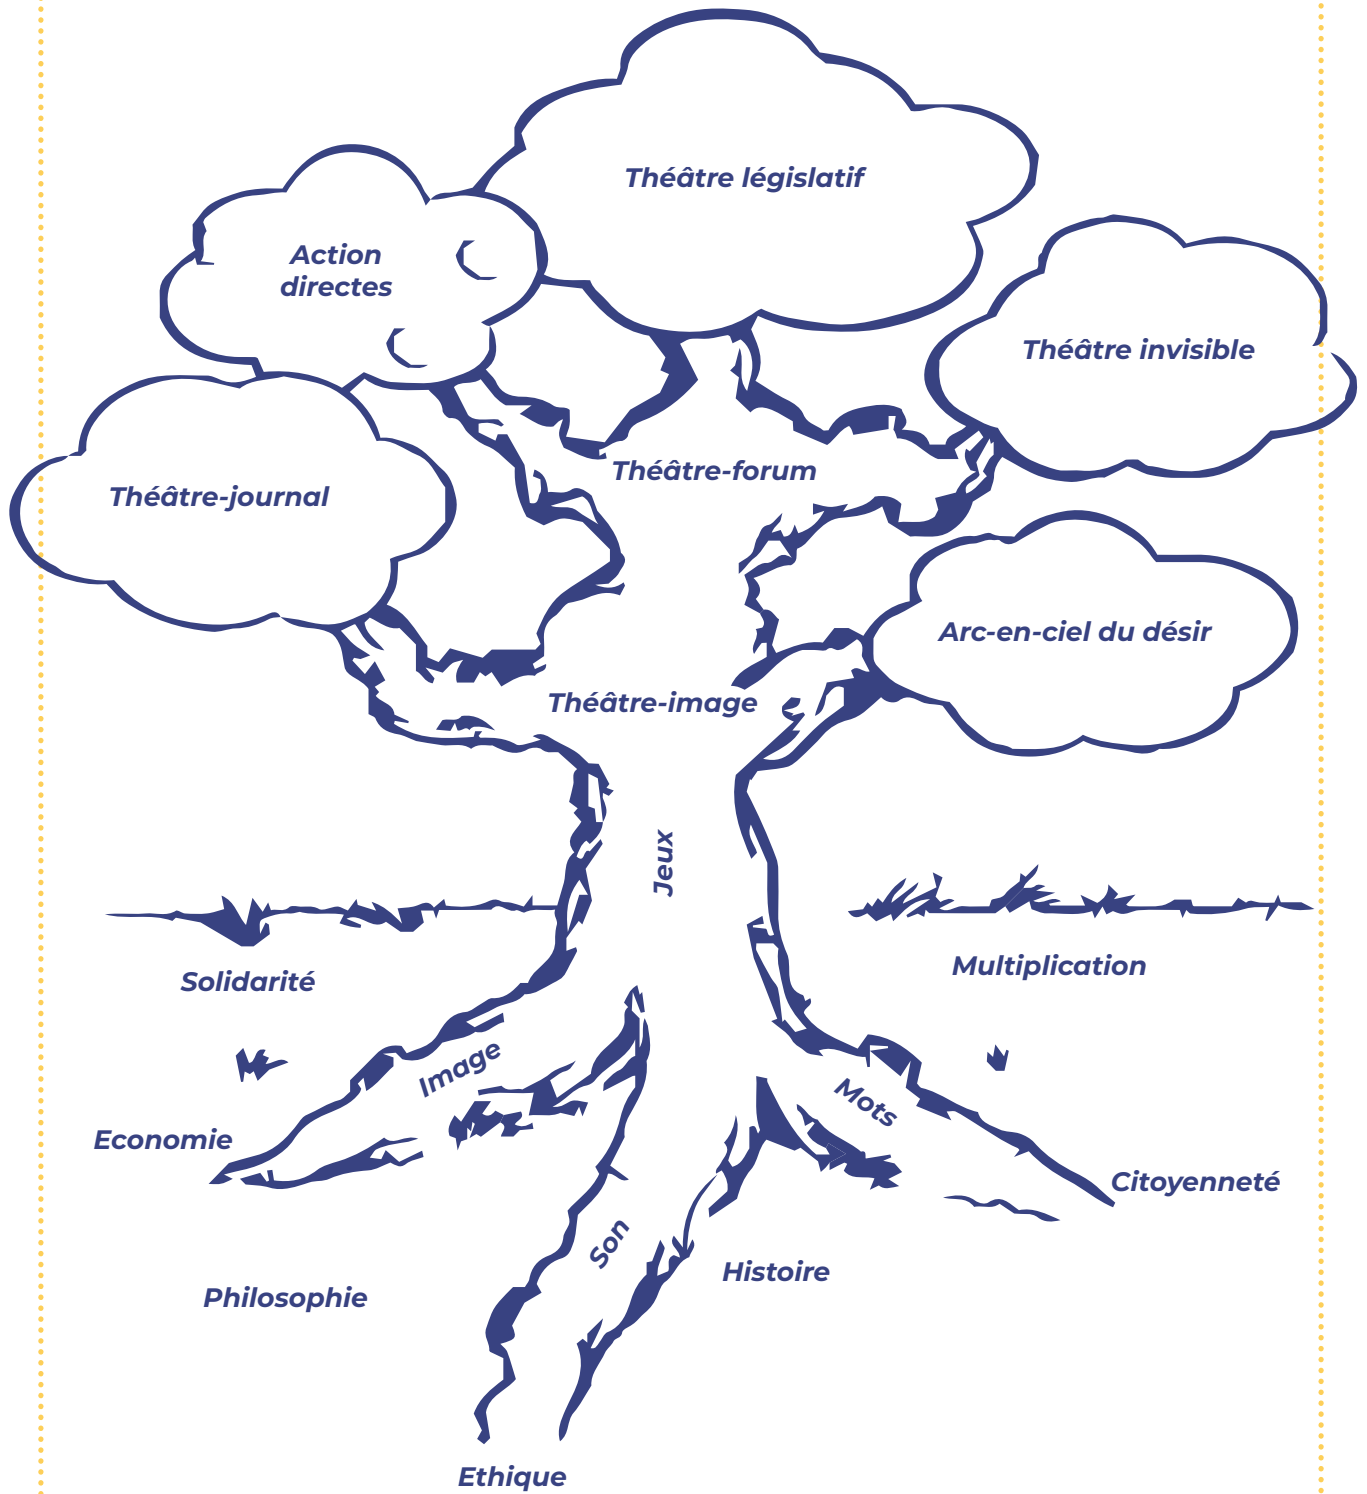 Théâtre législatif
Action
directes
Théâtre invisible
Théâtre-forum
Théâtre-journal
Arc-en-ciel du désir
Théâtre-image
Jeux
Solidarité
Multiplication
Image
Mots
Economie
Citoyenneté
Son
Histoire
Philosophie
Ethique